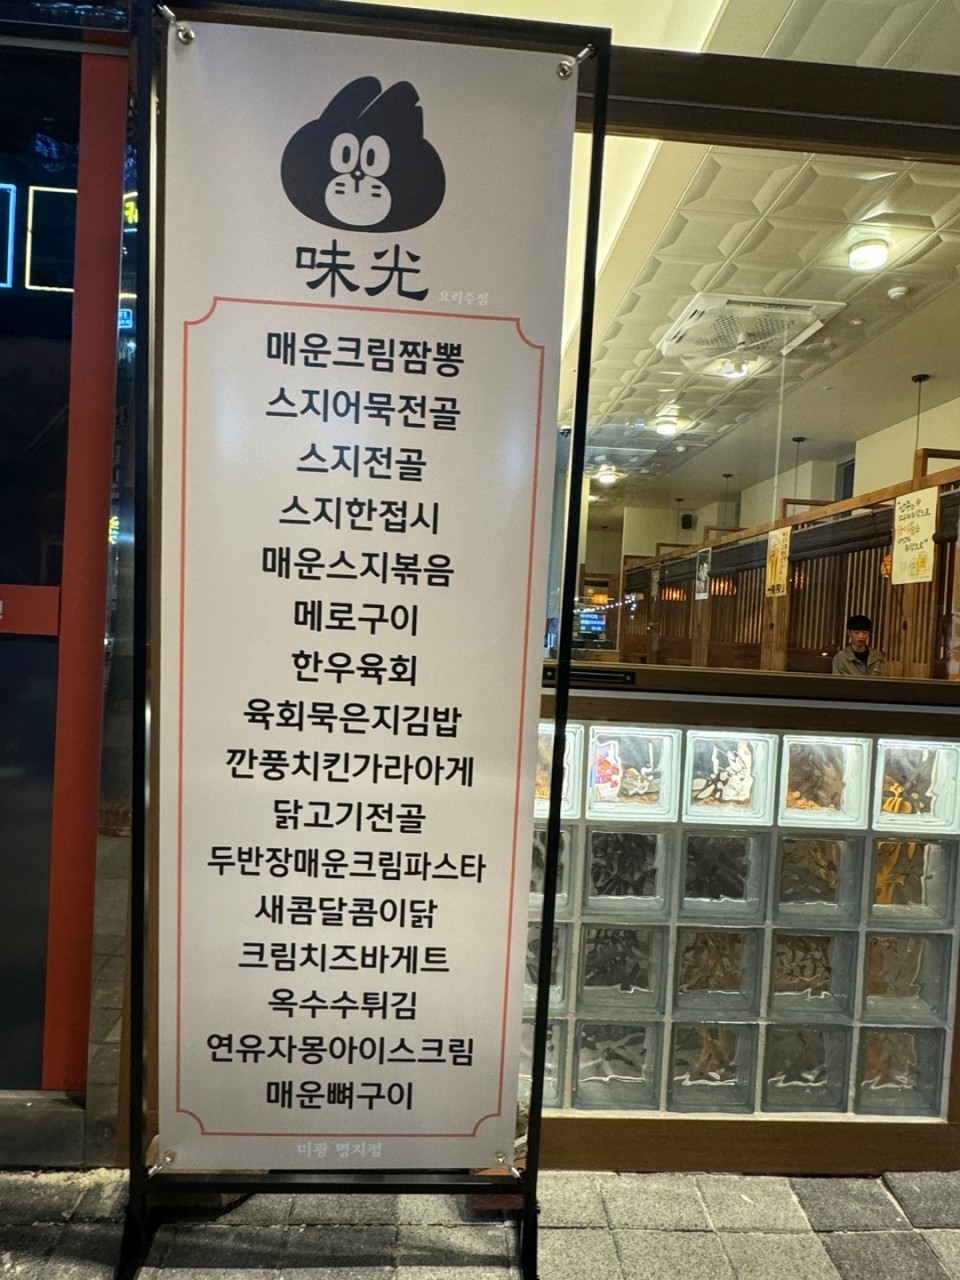 味光 요리주점
매운크림짬뽕
스지어묵전골
스지전골
스지한접시
매운스지볶음
메로구이
한우육회
육회묵은지김밥
깐풍치킨가라아게
닭고기전골
두반장매운크림파스타
새콤달콤이닭
크림치즈바게트
옥수수튀김
연유자몽아이스크림
매운뼈구이
미광 명지점